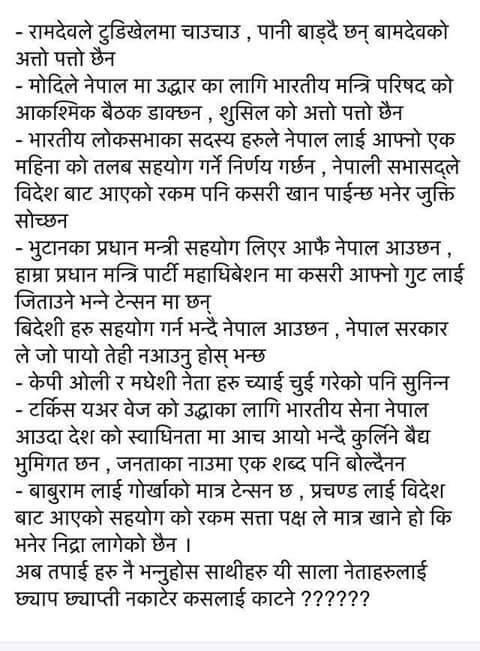 - रामदेवले टुडिखेलमा चाउचाउ , पानी बाड्दै छन् बामदेवको
अत्तो पत्तो छैन
- मोदिले नेपाल मा उद्धार का लागि भारतीय मन्त्रि परिषद को
आकश्मिक बैठक डाक्छन , शुसिल को अत्तो पत्तो छैन
- भारतीय लोकसभाका सदस्य हरुले नेपाल लाई आफ्नो एक
महिना को तलब सहयोग गर्ने निर्णय गर्छन , नेपाली सभासद्ले
विदेश बाट आएको रकम पनि कसरी खान पाईन्छ भनेर जुक्ति
सोच्छन
- भुटानका प्रधान मन्त्री सहयोग लिएर आफै नेपाल आउछन ,
हाम्रा प्रधान मन्त्रि पार्टी महाधिबेशन मा कसरी आफ्नो गुट लाई
जिताउने भन्ने टेन्सन मा छन्
बिदेशी हरु सहयोग गर्न भन्दै नेपाल आउछन , नेपाल सरकार
ले जो पायो तेही नआउनु होस् भन्छ
- केपी ओली र मधेशी नेता हरु च्याई चुई गरेको पनि सुनिन्न
- टर्किस यअर वेज को उद्धाका लागि भारतीय सेना नेपाल
आउदा देश को स्वाधिनता मा आच आयो भन्दै कुर्लिने बैद्य
भुमिगत छन , जनताका नाउमा एक शब्द पनि बोल्दैनन
- बाबुराम लाई गोर्खाको मात्र टेन्सन छ , प्रचण्ड लाई विदेश
बाट आएको सहयोग को रकम सत्ता पक्ष ले मात्र खाने हो कि
भनेर निद्रा लागेको छैन ।
अब तपाई हरु नै भन्नुहोस साथीहरु यी साला नेताहरुलाई
छ्याप छ्याप्ती नकाटेर कसलाई काटने ??????